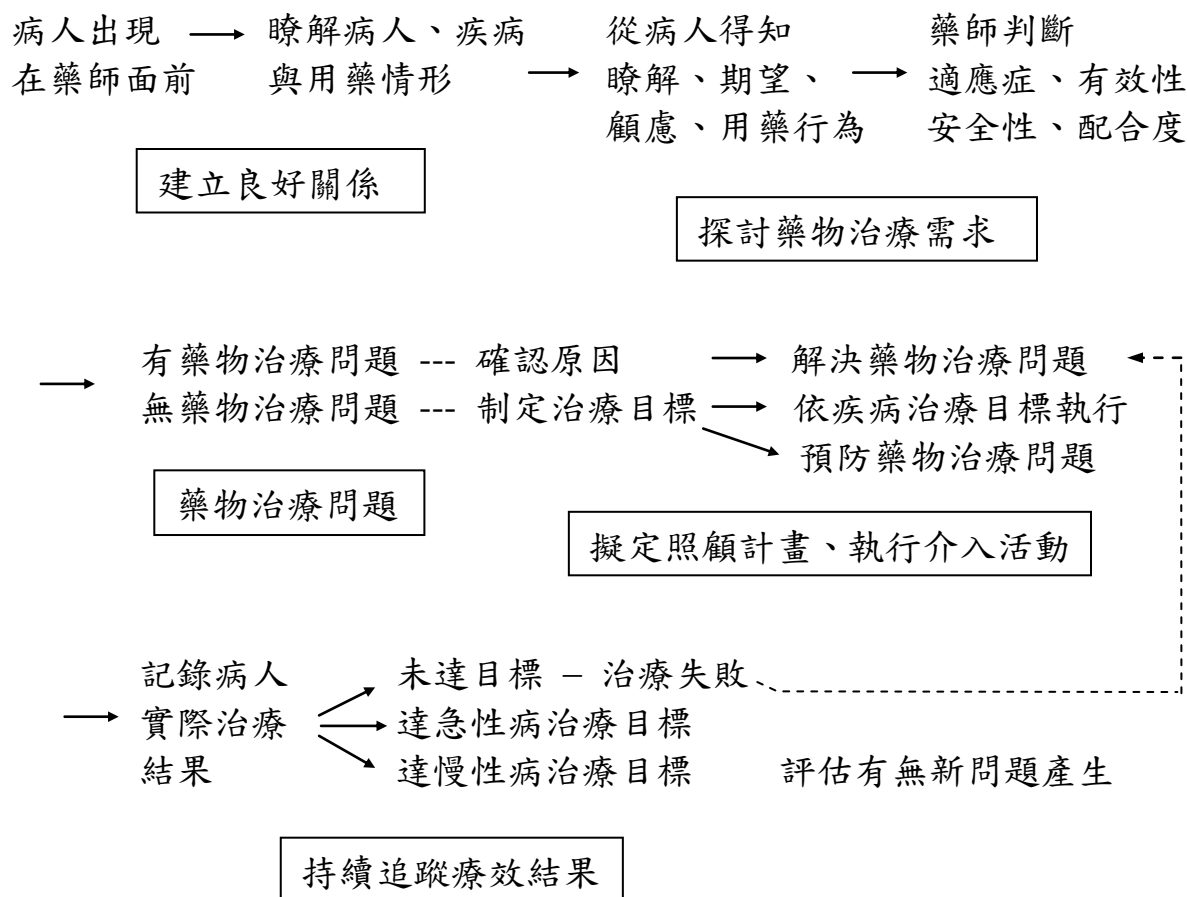 病人出現 → 瞭解病人、疾病 從病人得知 藥師判斷
在藥師面前 與用藥情形 → 瞭解、期望、 → 適應症、有效性
顧慮、用藥行為 安全性、配合度
建立良好關係
探討藥物治療需求
→ 有藥物治療問題 --- 確認原因 → 解決藥物治療問題
無藥物治療問題 --- 制定治療目標 → 依疾病治療目標執行
預防藥物治療問題
藥物治療問題
擬定照顧計畫、執行介入活動
記錄病人 未達目標 – 治療失敗
→ 實際治療 → 達急性病治療目標
結果 達慢性病治療目標 評估有無新問題產生
持續追蹤療效結果